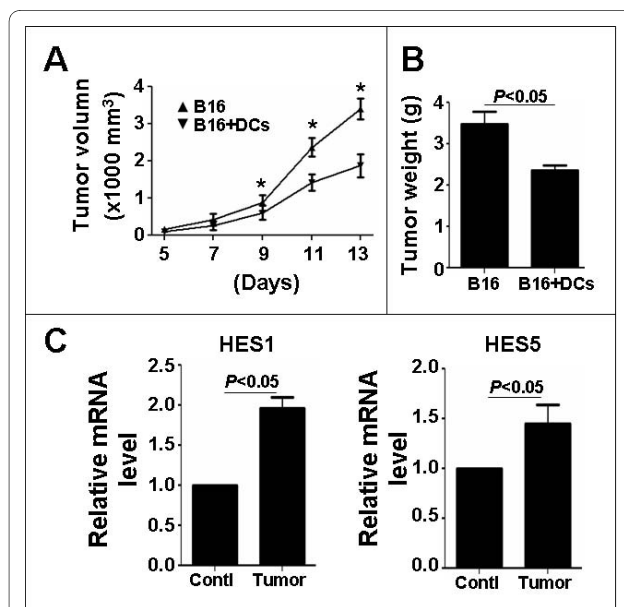 A
Tumor volumn
(x1000 mm³)
4
3
2
1
0
B16
B16+DCs
*
*
*
5 7 9 11 13
(Days)
B
Tumor weight (g)
4
3
2
1
0
P<0.05
B16 B16+DCs
C
HES1
Relative mRNA
level
2.5
2.0
1.5
1.0
0.5
0.0
P<0.05
Contl Tumor
HES5
Relative mRNA
level
2.0
1.5
1.0
0.5
0.0
P<0.05
Contl Tumor